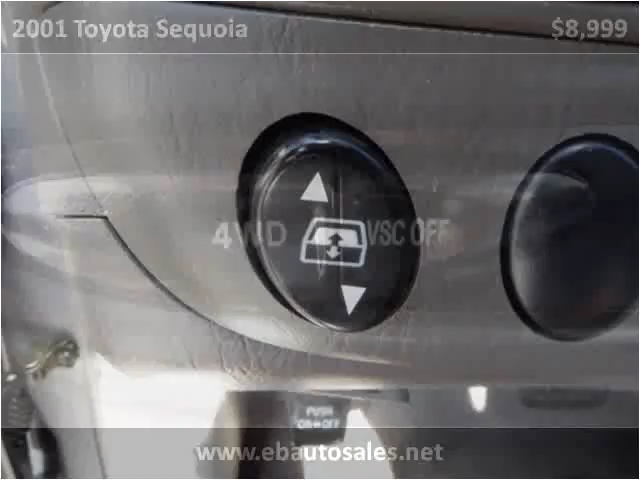 2001 Toyota Sequoia $8,999
4WD VSC OFF
PUSH
ON↔OFF
www.ebautosales.net